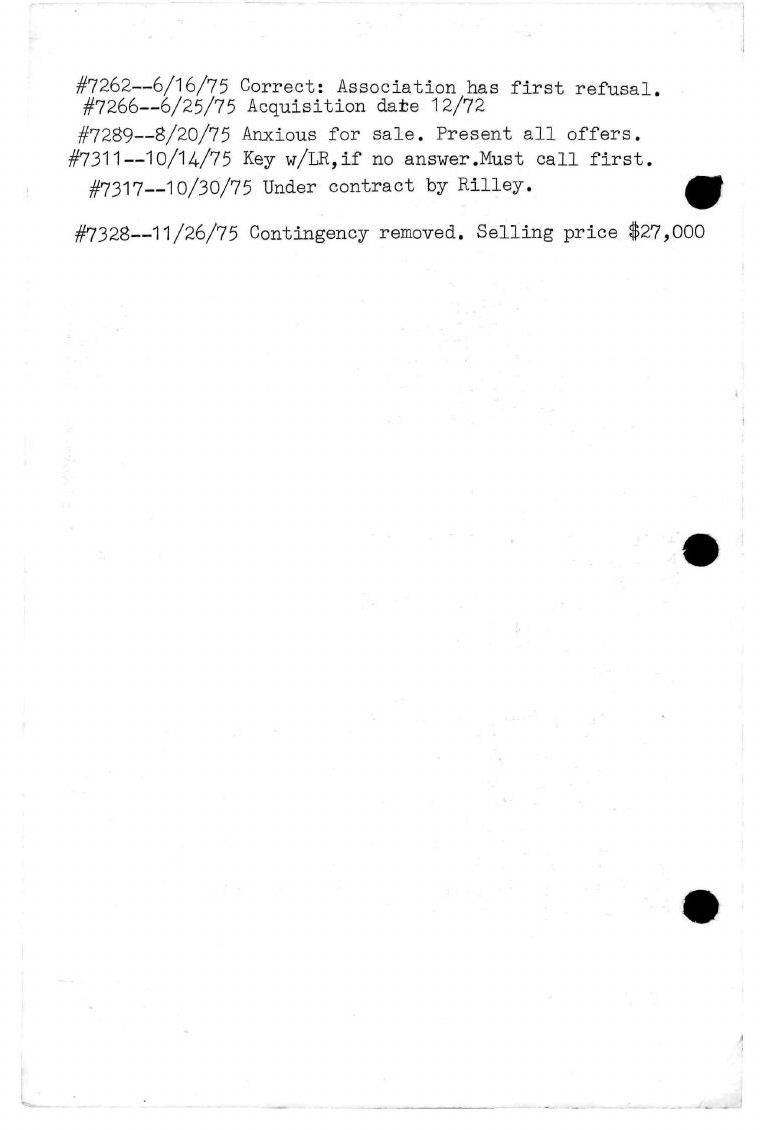 #7262--6/16/75 Correct: Association has first refusal.
#7266--6/25/75 Acquisition date 12/72
#7289--8/20/75 Anxious for sale. Present all offers.
#7311--10/14/75 Key w/LR,if no answer.Must call first.
#7317--10/30/75 Under contract by Rilley.
#7328--11/26/75 Contingency removed. Selling price $27,000